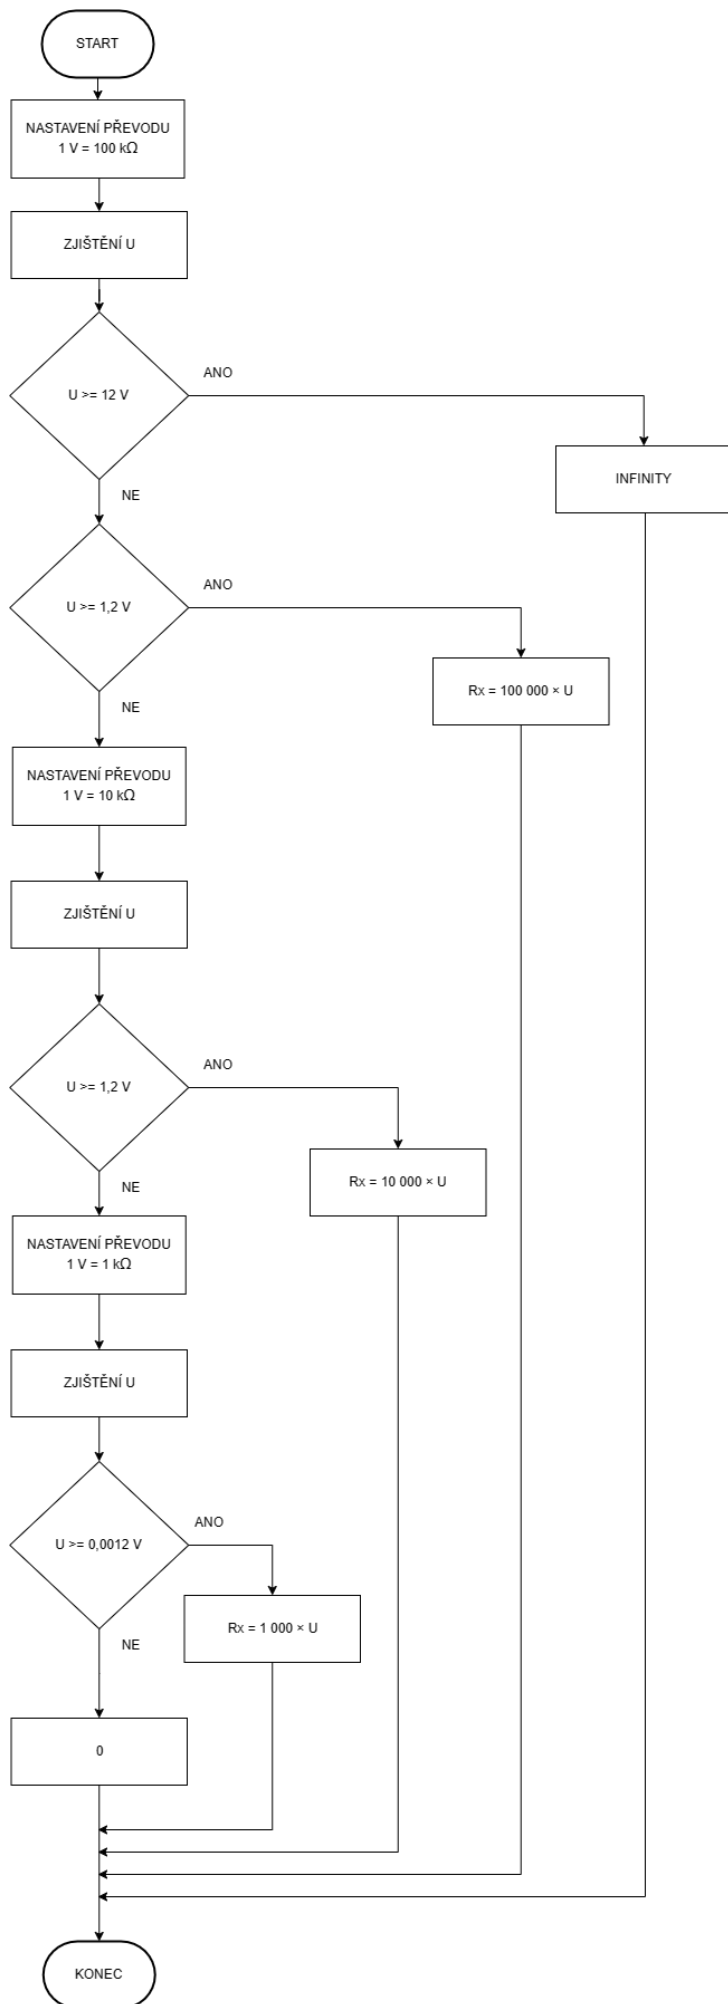 START
NASTAVENÍ PŘEVODU
1 V = 100 kΩ
ZJIŠTĚNÍ U
U >= 12 V
ANO
INFINITY
NE
U >= 1,2 V
ANO
Rx = 100 000 × U
NE
NASTAVENÍ PŘEVODU
1 V = 10 kΩ
ZJIŠTĚNÍ U
U >= 1,2 V
ANO
Rx = 10 000 × U
NE
NASTAVENÍ PŘEVODU
1 V = 1 kΩ
ZJIŠTĚNÍ U
U >= 0,0012 V
ANO
Rx = 1 000 × U
NE
0
KONEC